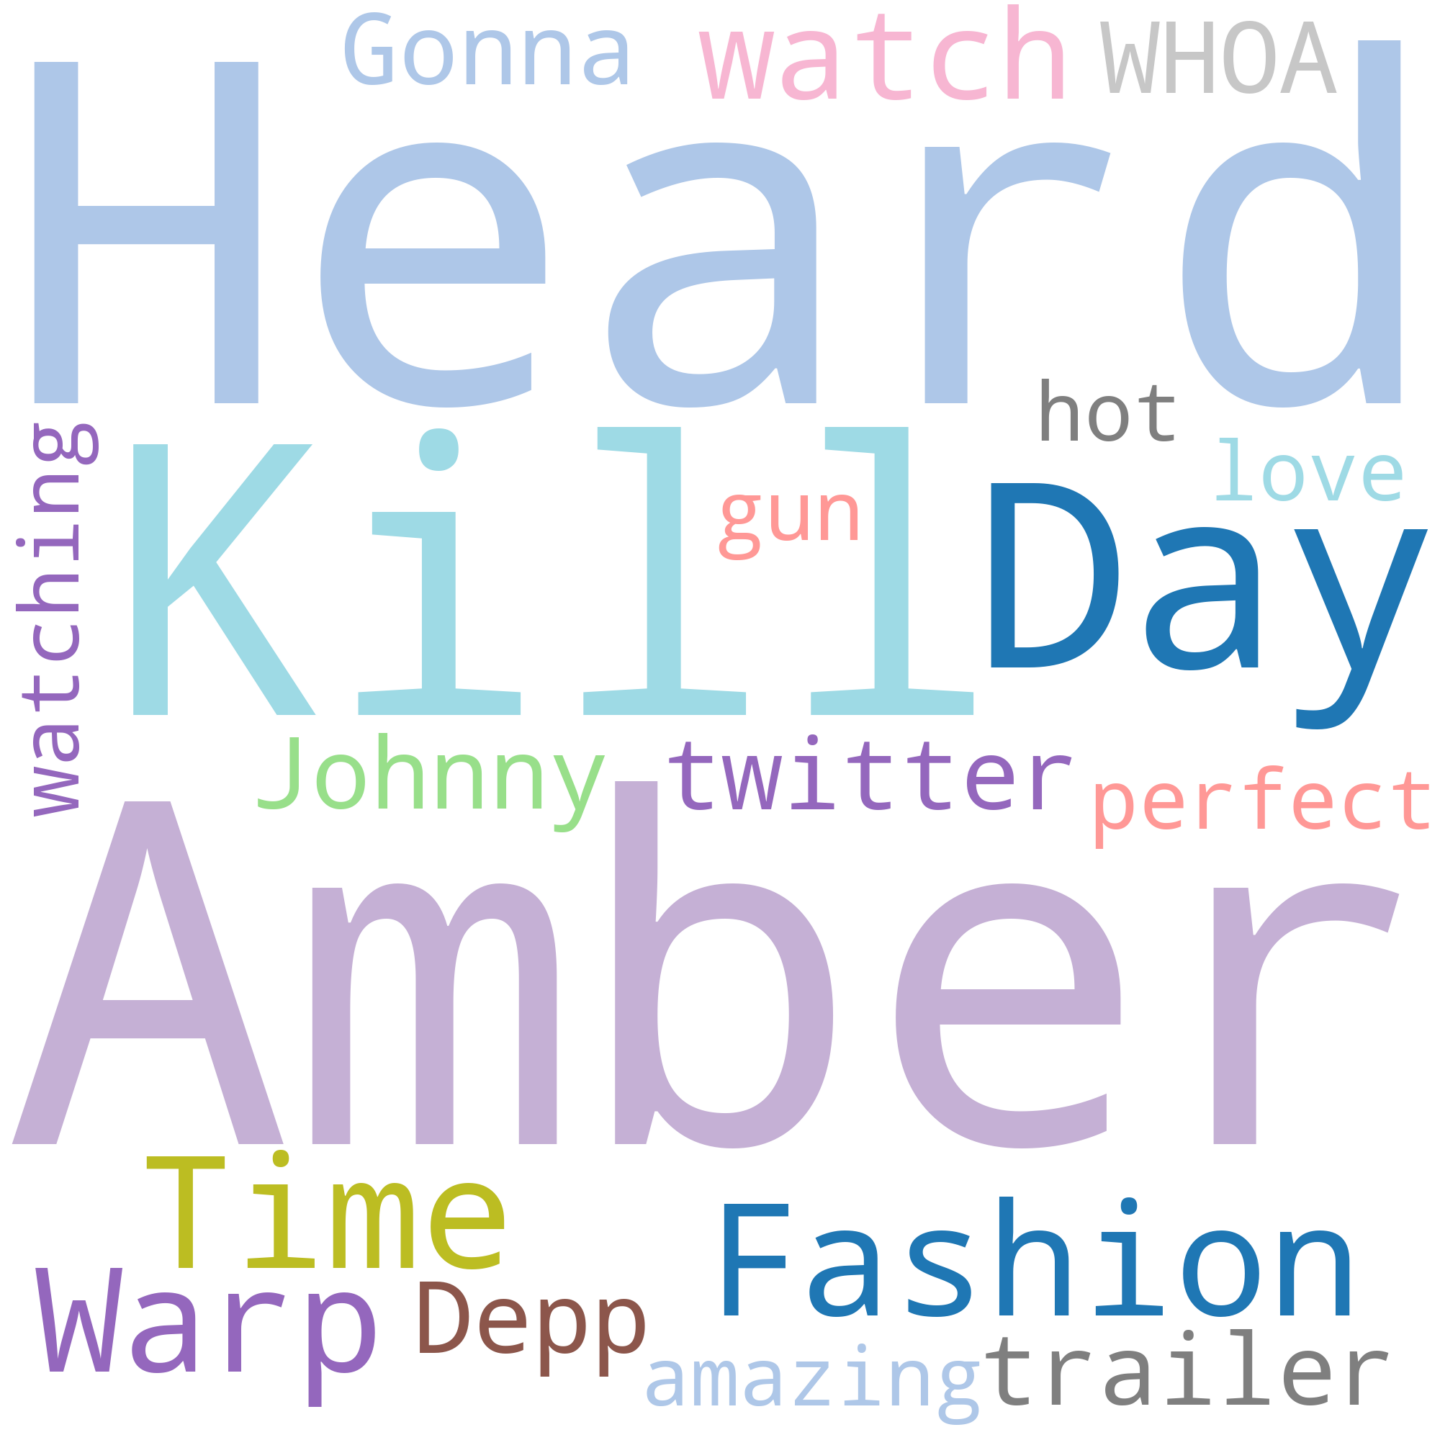 Gonna watch WHOA
Heard
hot
love
watching
Kill
gun
Day
Johnny twitter perfect
Amber
Time
Fashion
Warp Depp
amazing trailer